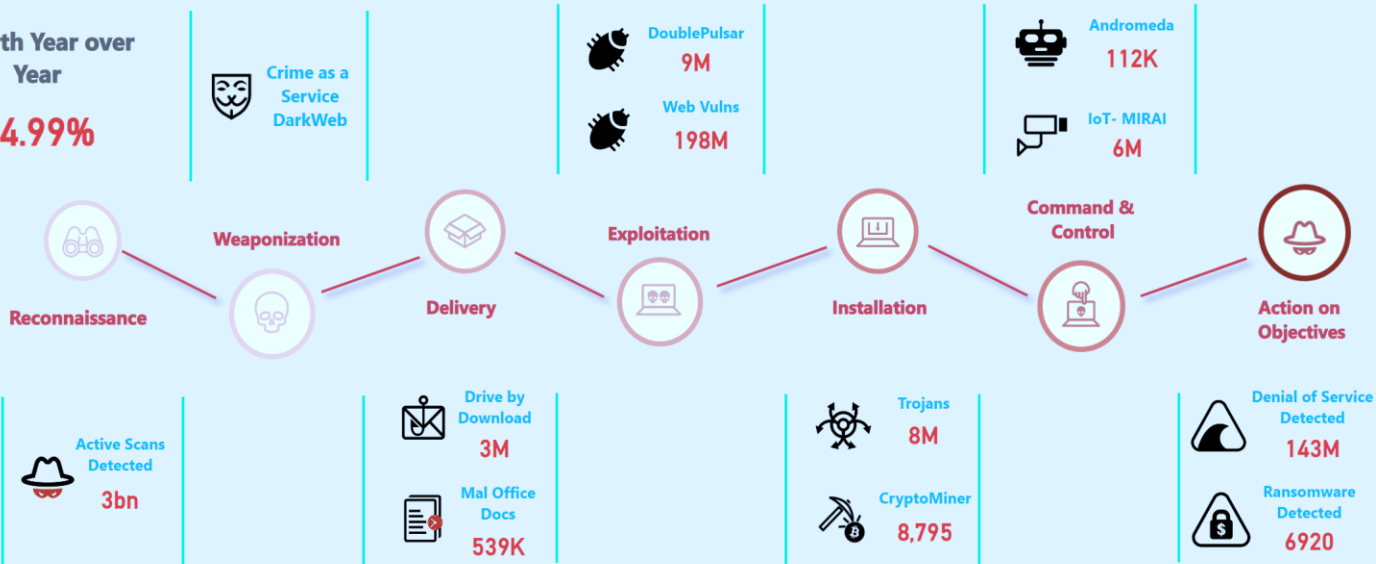 th Year over
Year
4.99%
Crime as a
Service
DarkWeb
DoublePulsar
9M
Web Vulns
198M
Andromeda
112K
IoT- MIRAI
6M
Reconnaissance
Weaponization
Delivery
Exploitation
Installation
Command &
Control
Action on
Objectives
Active Scans
Detected
3bn
Drive by
Download
3M
Mal Office
Docs
539K
Trojans
8M
CryptoMiner
8,795
Denial of Service
Detected
143M
Ransomware
Detected
6920